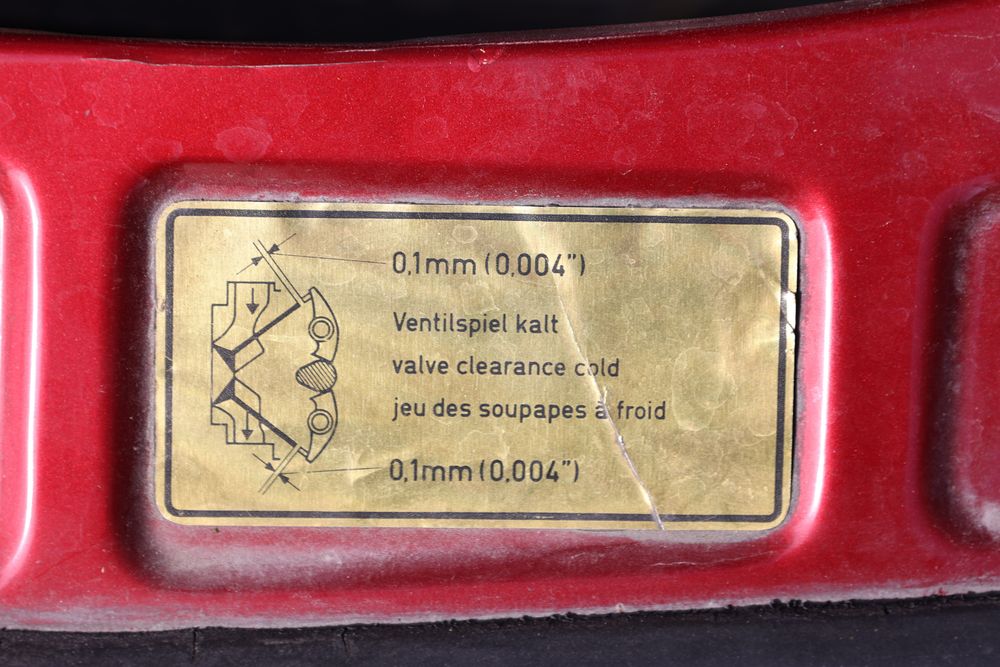 0,1mm (0,004")
Ventilspiel kalt
valve clearance cold
jeu des soupapes à froid
0,1mm (0,004")